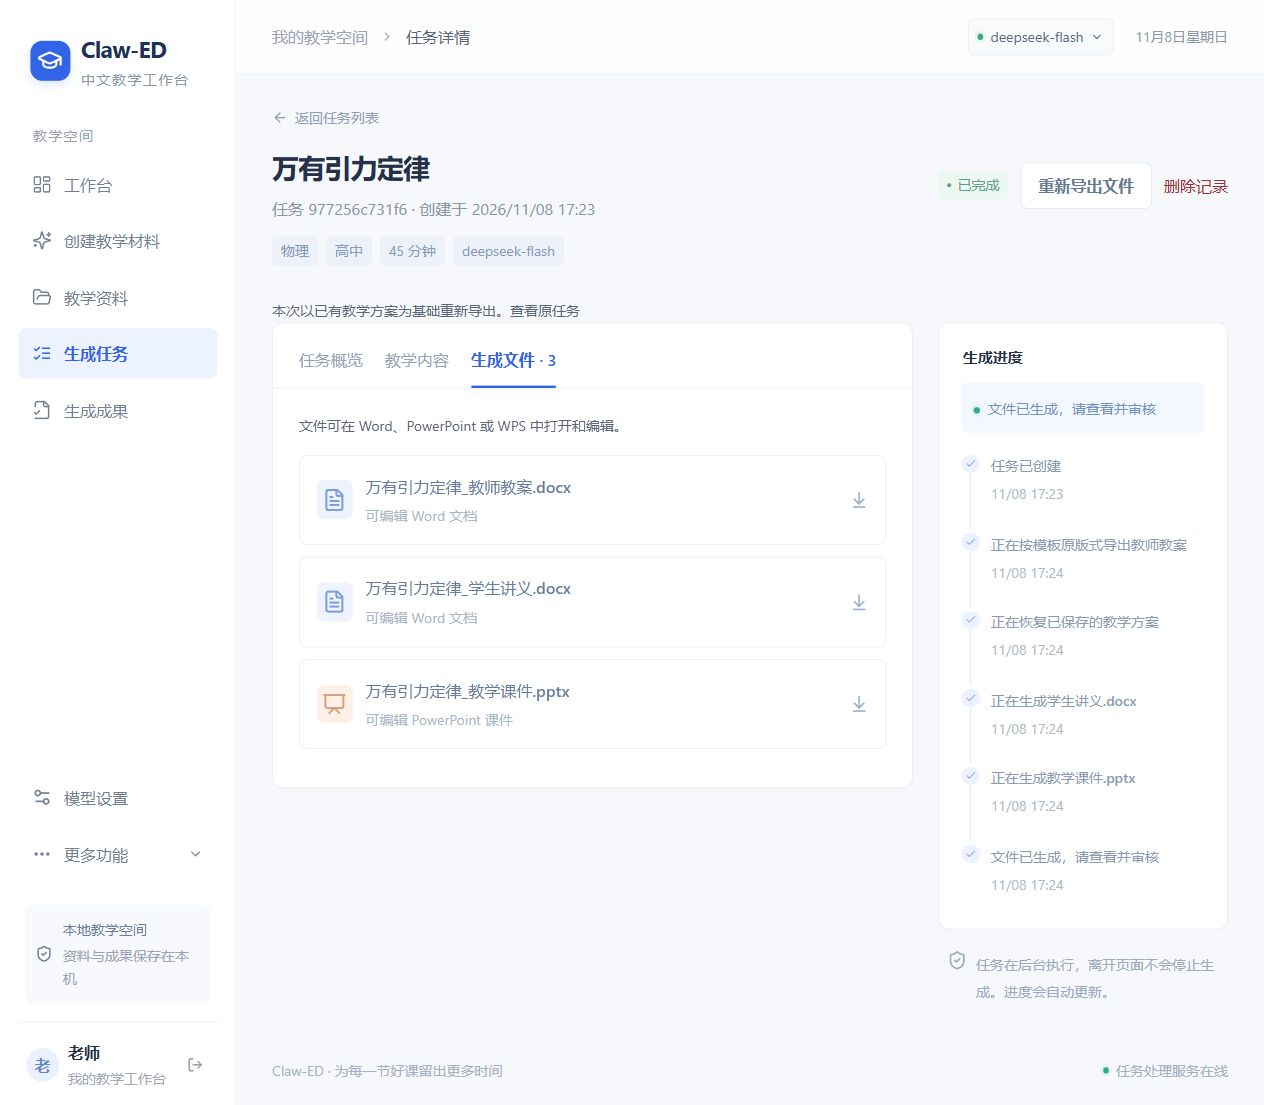 Claw-ED
中文教学工作台
教学空间
工作台
创建教学材料
教学资料
生成任务
生成成果
模型设置
更多功能
本地教学空间
资料与成果保存在本
机
老
老师
我的教学工作台
我的教学空间
任务详情
deepseek-flash
11月8日星期日
返回任务列表
万有引力定律
任务 977256c731f6 · 创建于 2026/11/08 17:23
物理
高中
45 分钟
deepseek-flash
已完成
重新导出文件
删除记录
本次以已有教学方案为基础重新导出。查看原任务
任务概览
教学内容
生成文件 · 3
文件可在 Word、PowerPoint 或 WPS 中打开和编辑。
万有引力定律_教师教案.docx
可编辑 Word 文档
万有引力定律_学生讲义.docx
可编辑 Word 文档
万有引力定律_教学课件.pptx
可编辑 PowerPoint 课件
生成进度
文件已生成，请查看并审核
任务已创建
11/08 17:23
正在按模板原版式导出教师教案
11/08 17:24
正在恢复已保存的教学方案
11/08 17:24
正在生成学生讲义.docx
11/08 17:24
正在生成教学课件.pptx
11/08 17:24
文件已生成，请查看并审核
11/08 17:24
任务在后台执行，离开页面不会停止生
成。进度会自动更新。
Claw-ED · 为每一节好课留出更多时间
任务处理服务在线